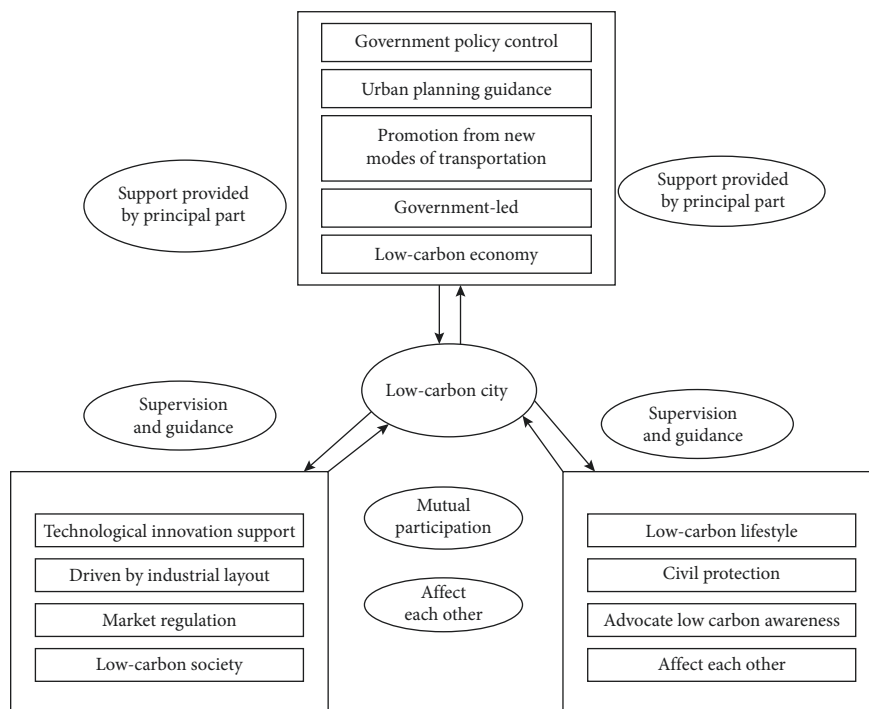 Government policy control
Urban planning guidance
Promotion from new
modes of transportation
Government-led
Low-carbon economy
Support provided
by principal part
Support provided
by principal part
Low-carbon city
Supervision
and guidance
Supervision
and guidance
Technological innovation support
Driven by industrial layout
Market regulation
Low-carbon society
Mutual
participation
Affect
each other
Low-carbon lifestyle
Civil protection
Advocate low carbon awareness
Affect each other